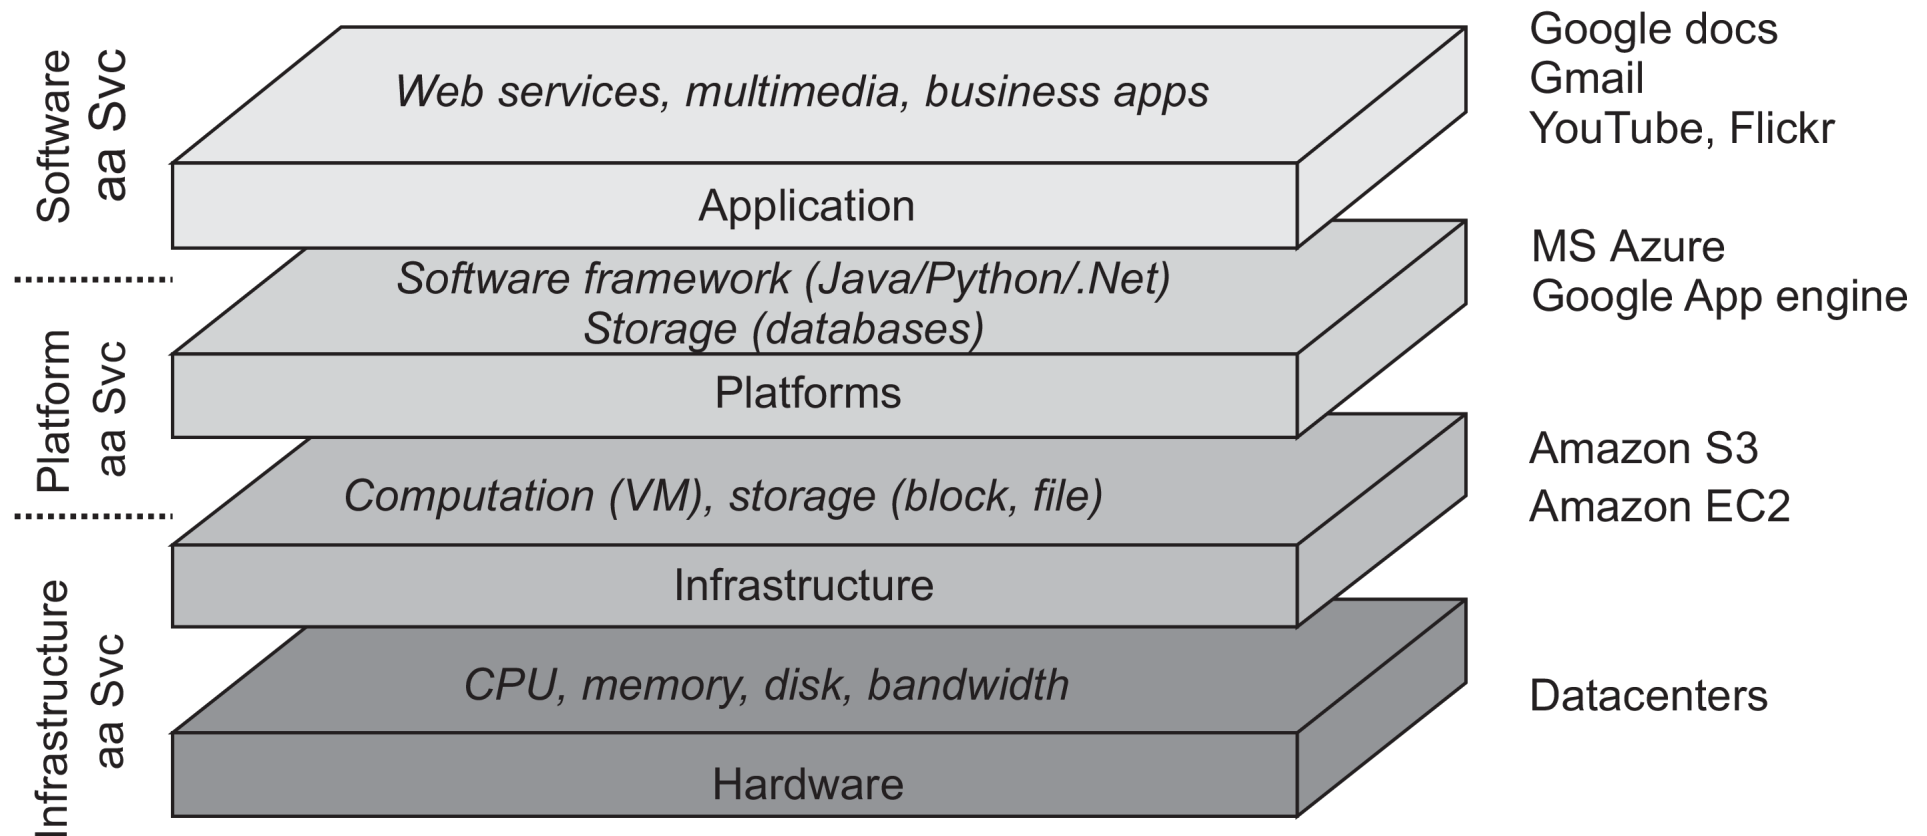 Software
aa Svc
Web services, multimedia, business apps
Application
Google docs
Gmail
YouTube, Flickr
Platform
aa Svc
Software framework (Java/Python/.Net)
Storage (databases)
Platforms
MS Azure
Google App engine
Infrastructure
aa Svc
Computation (VM), storage (block, file)
Infrastructure
Amazon S3
Amazon EC2
CPU, memory, disk, bandwidth
Hardware
Datacenters